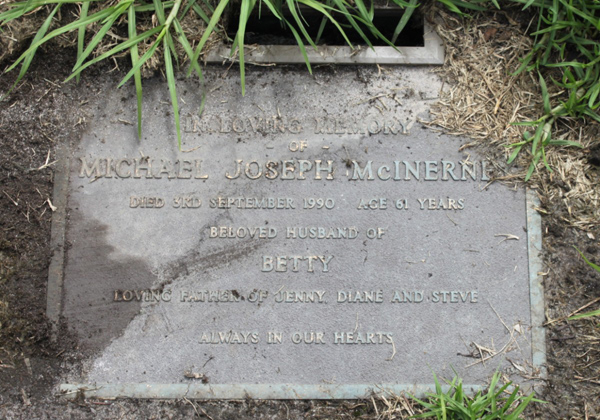 IN LOVING MEMORY
- OF -
MICHAEL JOSEPH McINERNEY
DIED 3RD SEPTEMBER 1990 AGE 61 YEARS
BELOVED HUSBAND OF
BETTY
LOVING FATHER OF JENNY, DIANE AND STEVE
ALWAYS IN OUR HEARTS